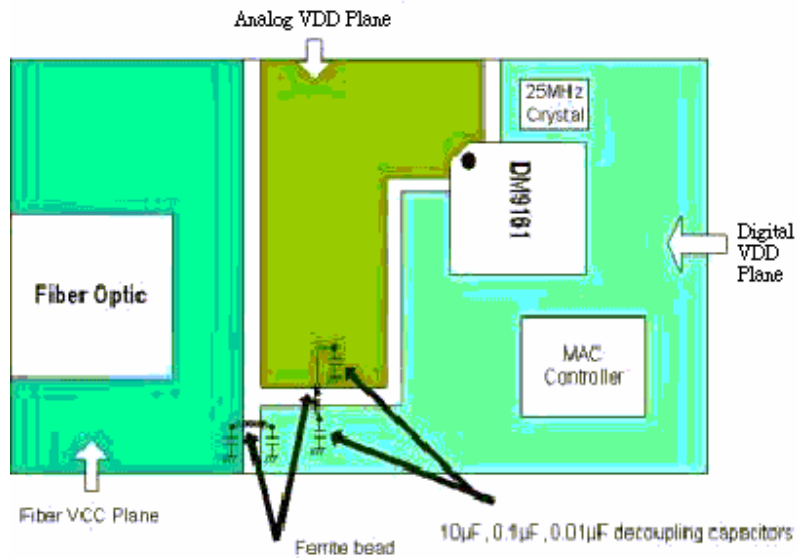 Analog VDD Plane
25MHz
Crystal
DM9161
Digital
VDD
Plane
Fiber Optic
MAC
Controller
Fiber VCC Plane
Ferrite bead
10µF, 0.1µF, 0.01µF decoupling capacitors